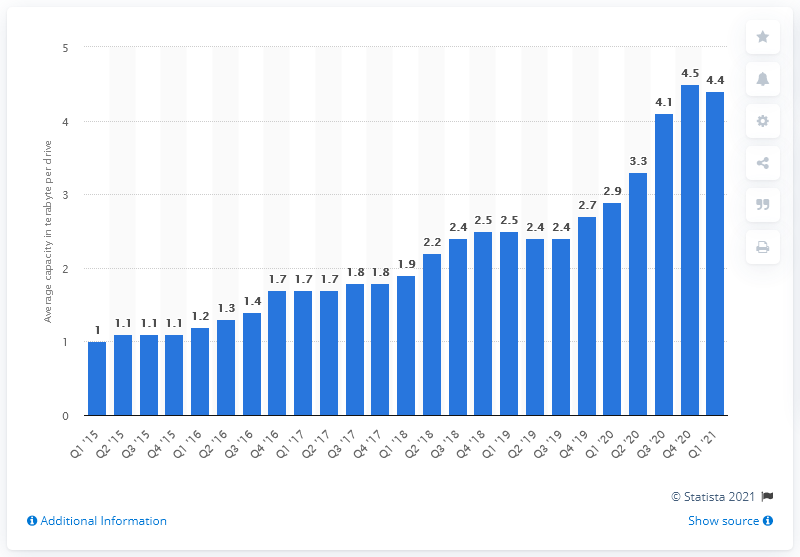 5
4
3
2
1
0
Average capacity in terabyte per drive
1
1.1
1.1
1.1
1.2
1.3
1.4
1.7
1.7
1.7
1.8
1.8
1.9
2.2
2.4
2.5
2.5
2.4
2.4
2.7
2.9
3.3
4.1
4.5
4.4
Q1 '15
Q2 '15
Q3 '15
Q4 '15
Q1 '16
Q2 '16
Q3 '16
Q4 '16
Q1 '17
Q2 '17
Q3 '17
Q4 '17
Q1 '18
Q2 '18
Q3 '18
Q4 '18
Q1 '19
Q2 '19
Q3 '19
Q4 '19
Q1 '20
Q2 '20
Q3 '20
Q4 '20
Q1 '21
© Statista 2021
Additional Information
Show source